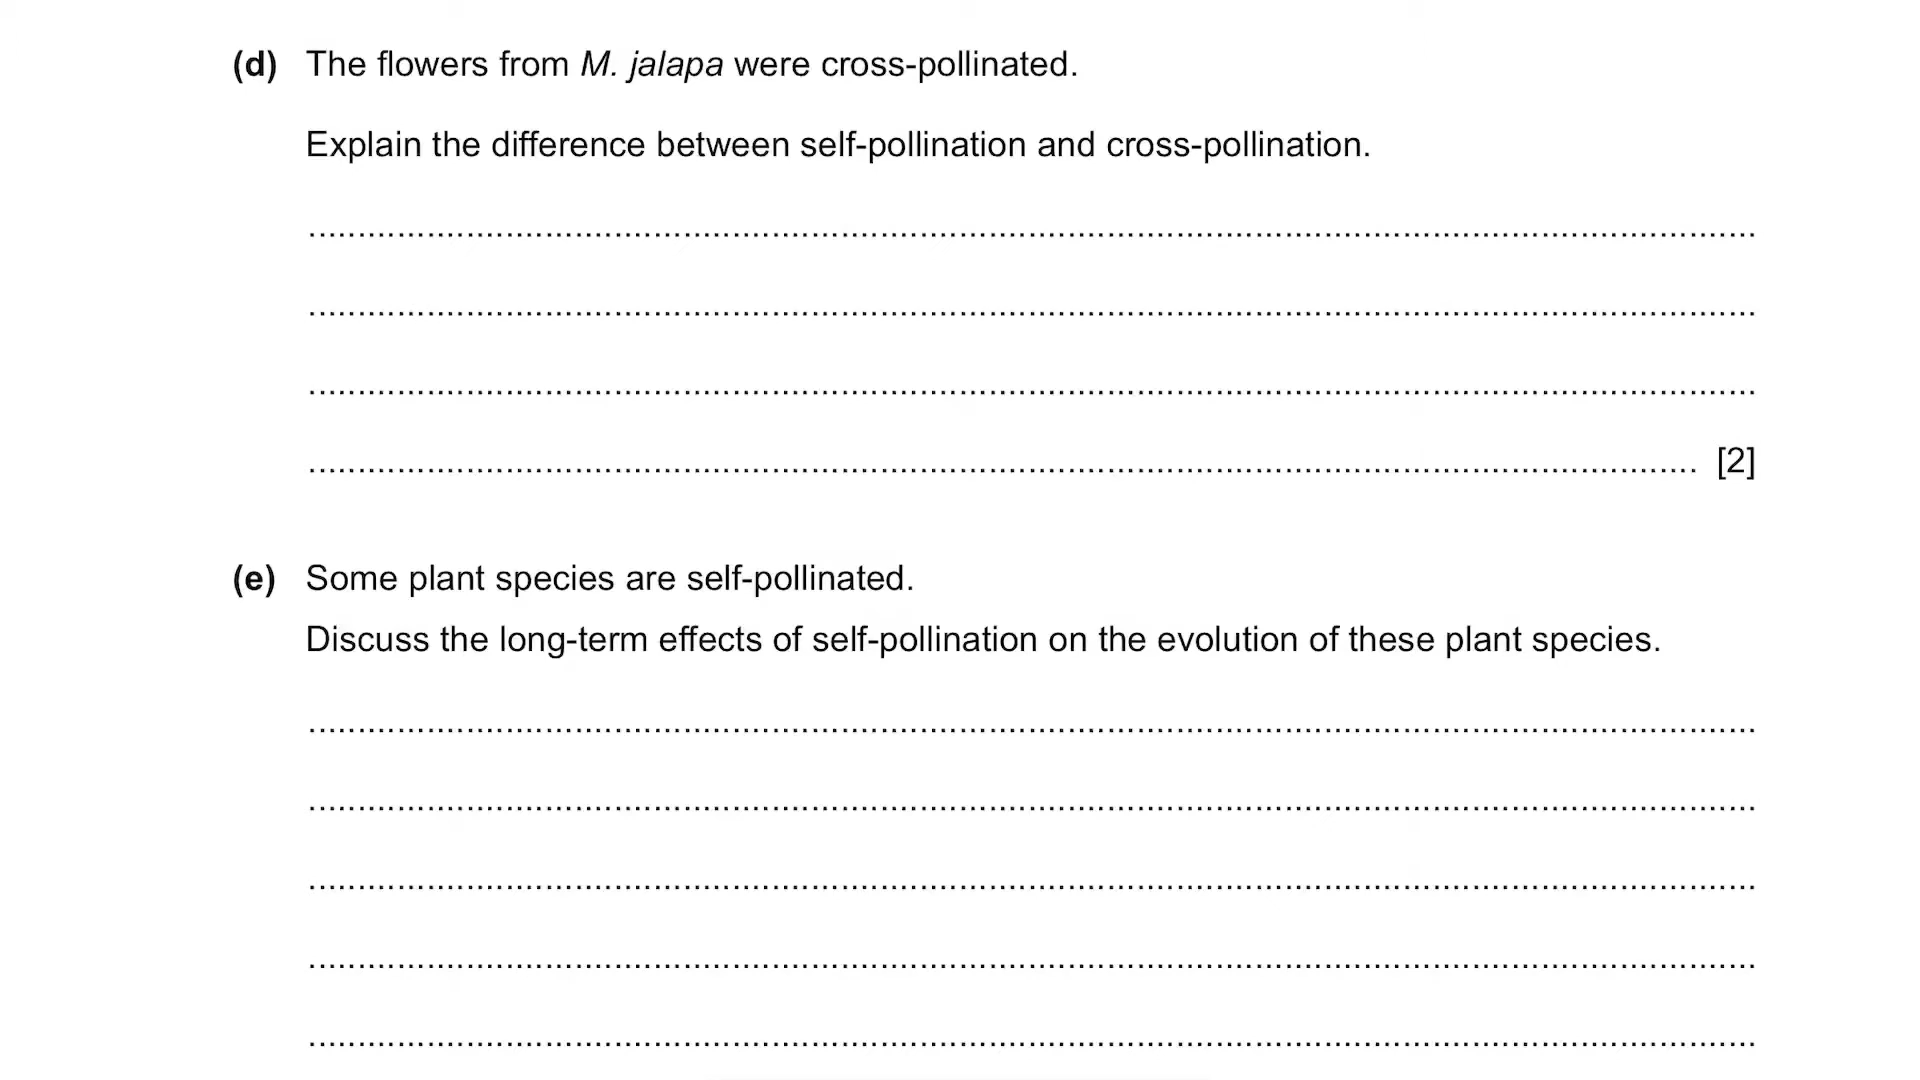 (d) The flowers from M. jalapa were cross-pollinated.
Explain the difference between self-pollination and cross-pollination.
[2]
(e) Some plant species are self-pollinated.
Discuss the long-term effects of self-pollination on the evolution of these plant species.